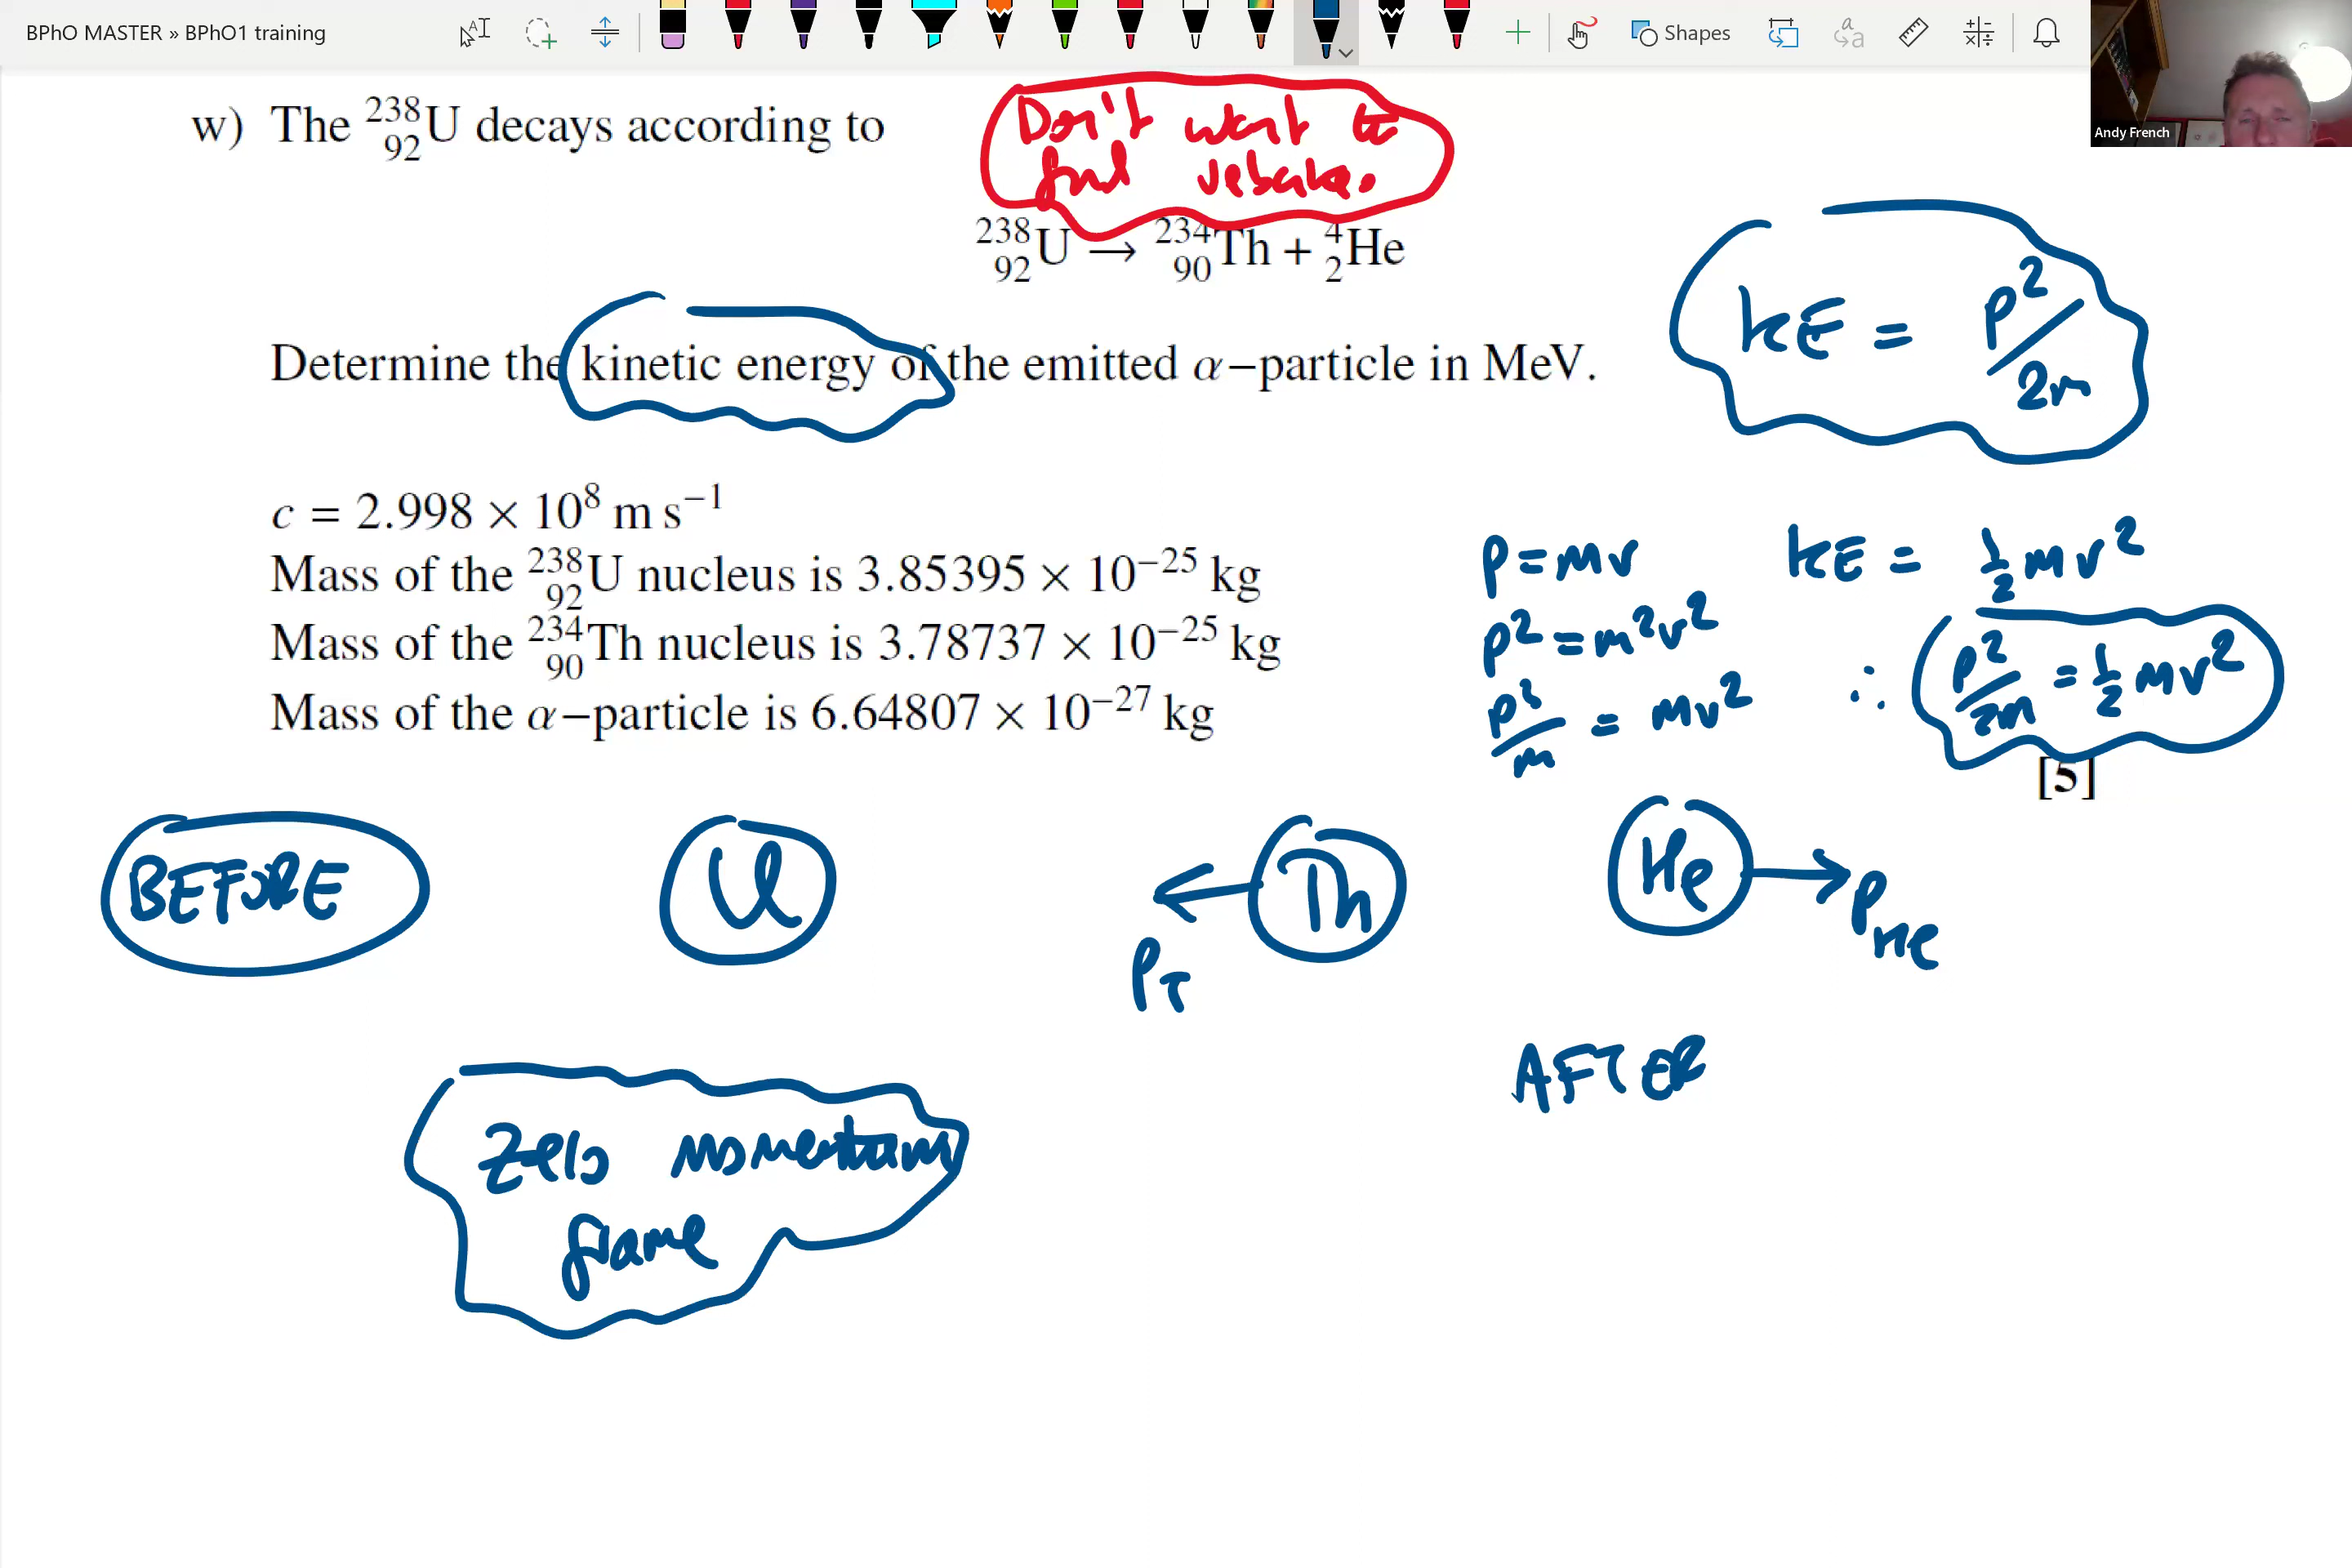 BPhO MASTER » BPhO1 training
Shapes
Andy French
w) The ²³⁸₉₂U decays according to
Don't want to
find
²³⁸₉₂U → ²³⁴₉₀Th + ⁴₂He
Determine the kinetic energy of the emitted α−particle in MeV.
KE = p²/2m
c = 2.998 × 10⁸ m s⁻¹
Mass of the ²³⁸₉₂U nucleus is 3.85395 × 10⁻²⁵ kg
Mass of the ²³⁴₉₀Th nucleus is 3.78737 × 10⁻²⁵ kg
Mass of the α−particle is 6.64807 × 10⁻²⁷ kg
p = mv KE = ½mv²
p² = m²v²
p²/m = mv² ∴ p²/2m = ½mv²
[5]
BEFORE U Th He
P_T P_He
AFTER
Zero momentum
frame